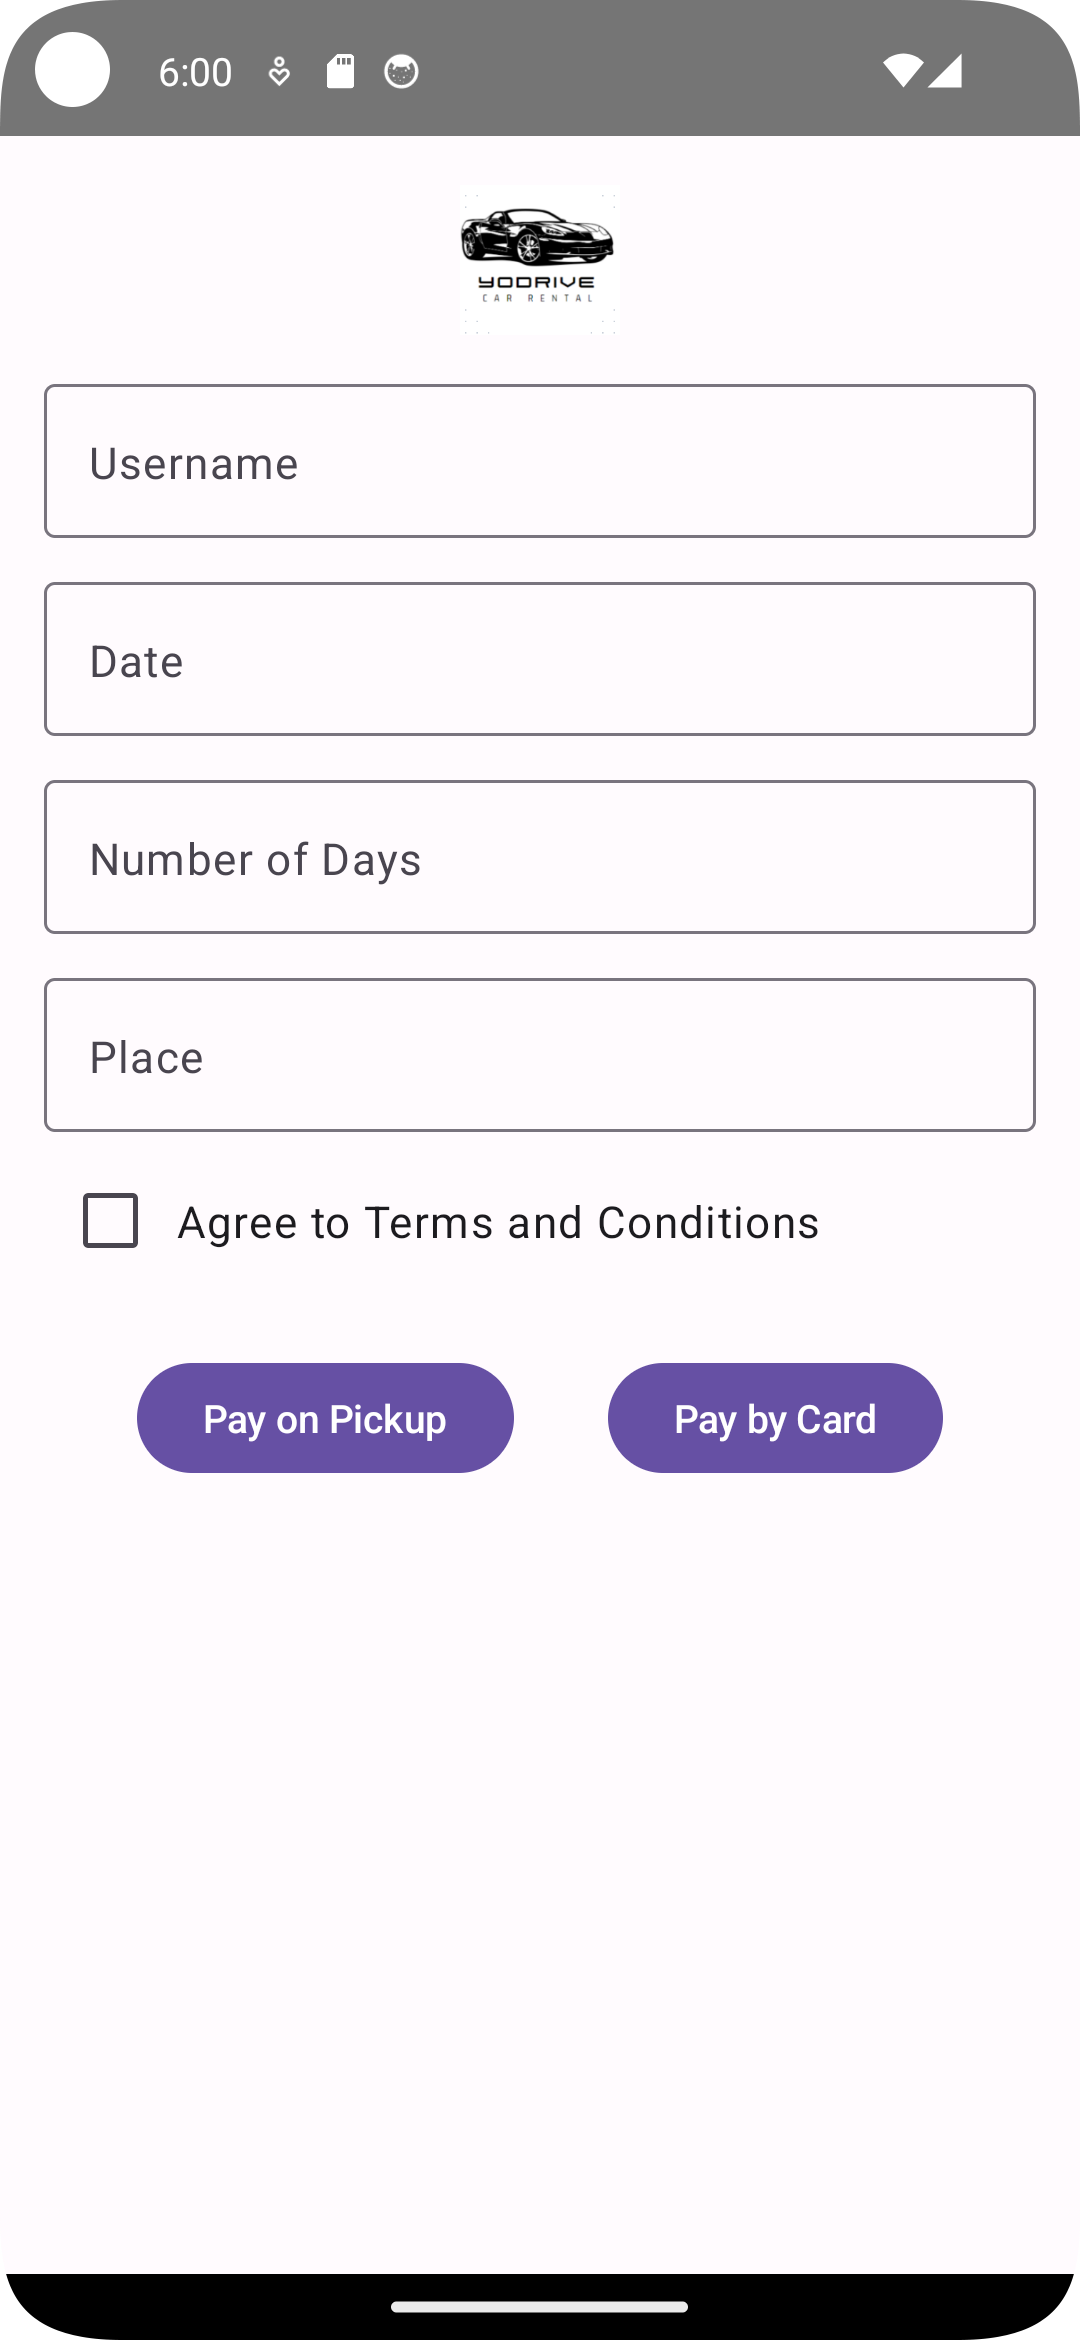 6:00
YODRIVE
CAR RENTAL
Username
Date
Number of Days
Place
Agree to Terms and Conditions
Pay on Pickup
Pay by Card